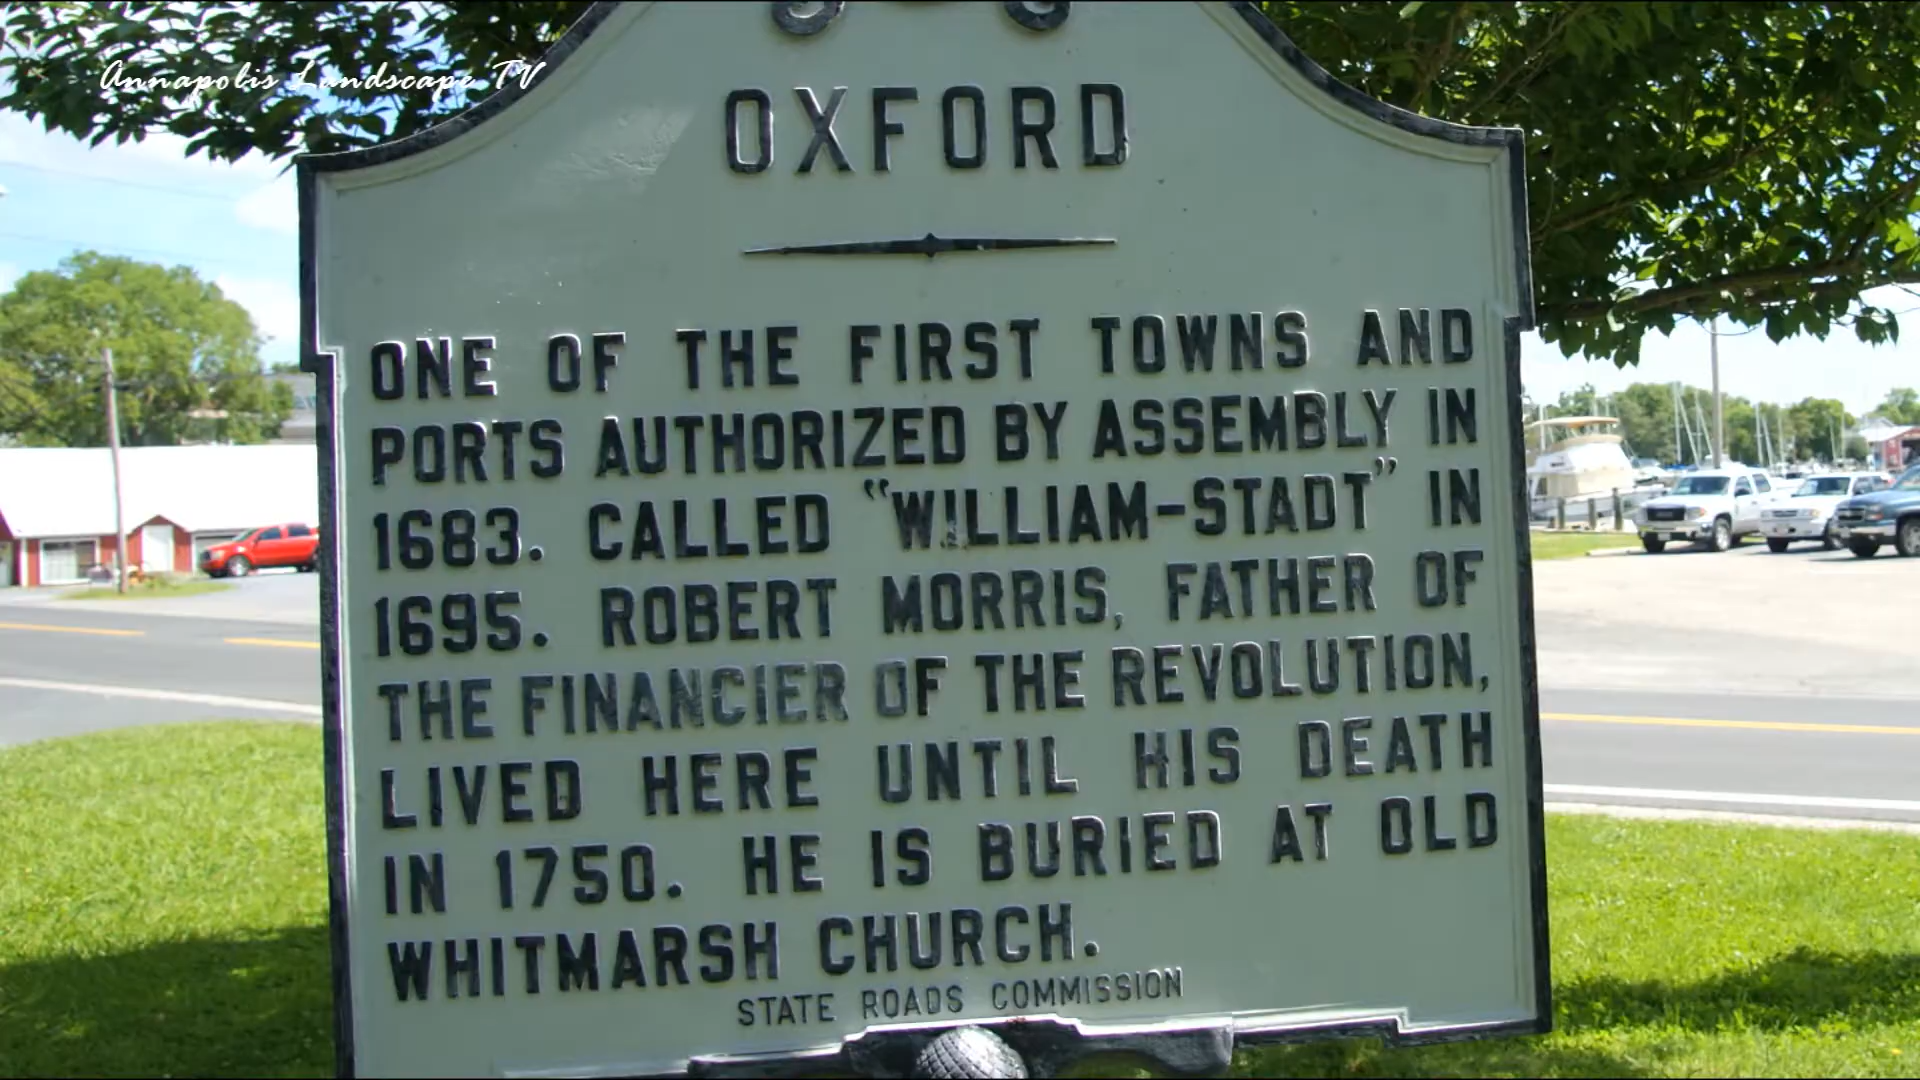 Annapolis Landscape TV
OXFORD
ONE OF THE FIRST TOWNS AND
PORTS AUTHORIZED BY ASSEMBLY IN
1683. CALLED "WILLIAM-STADT" IN
1695. ROBERT MORRIS, FATHER OF
THE FINANCIER OF THE REVOLUTION,
LIVED HERE UNTIL HIS DEATH
IN 1750. HE IS BURIED AT OLD
WHITMARSH CHURCH.
STATE ROADS COMMISSION